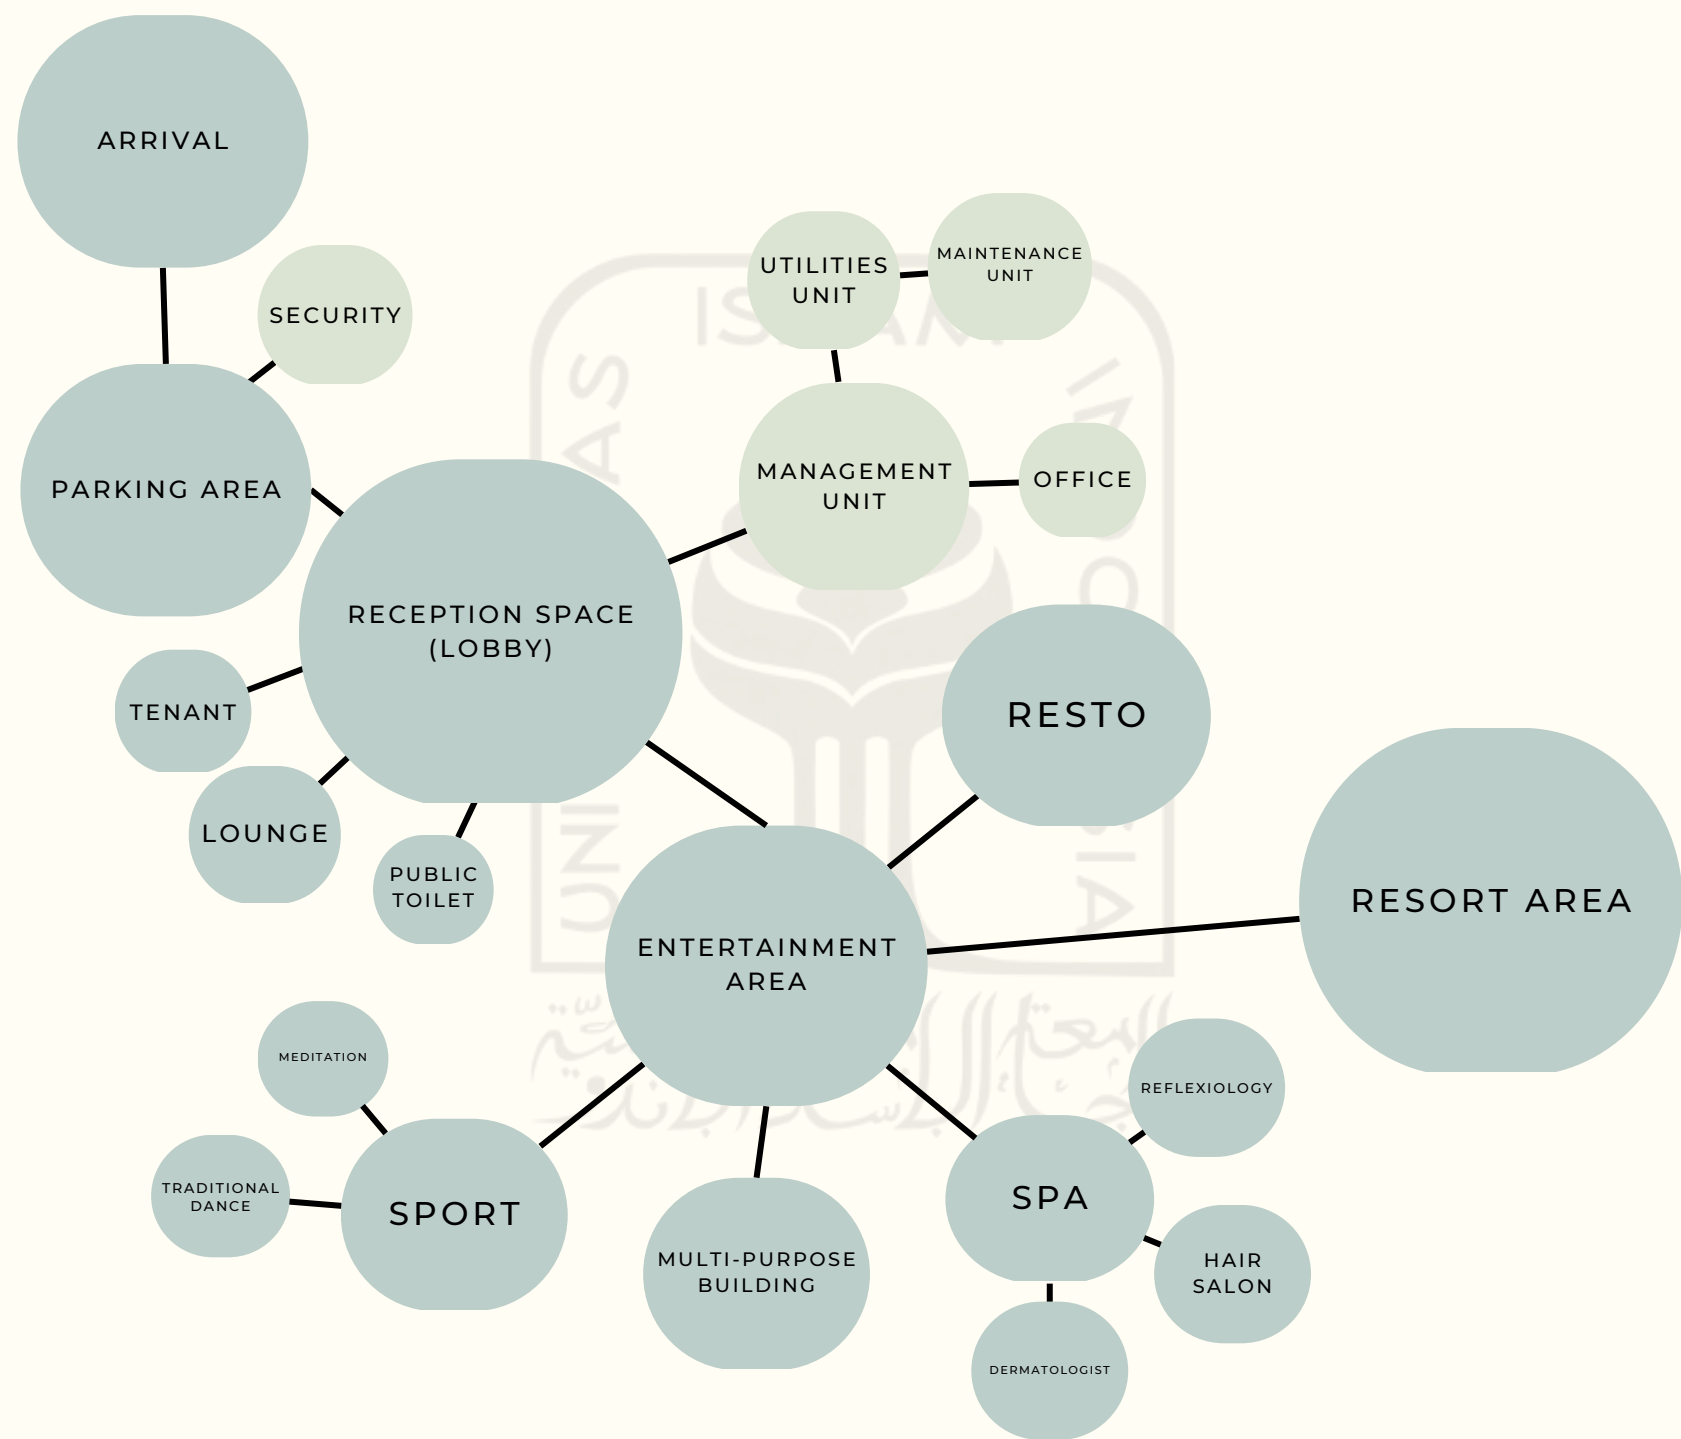 ARRIVAL
SECURITY
UTILITIES
UNIT
MAINTENANCE
UNIT
PARKING AREA
MANAGEMENT
UNIT
OFFICE
RECEPTION SPACE
(LOBBY)
TENANT
RESTO
LOUNGE
PUBLIC
TOILET
RESORT AREA
ENTERTAINMENT
AREA
MEDITATION
REFLEXIOLOGY
TRADITIONAL
DANCE
SPORT
SPA
MULTI-PURPOSE
BUILDING
HAIR
SALON
DERMATOLOGIST